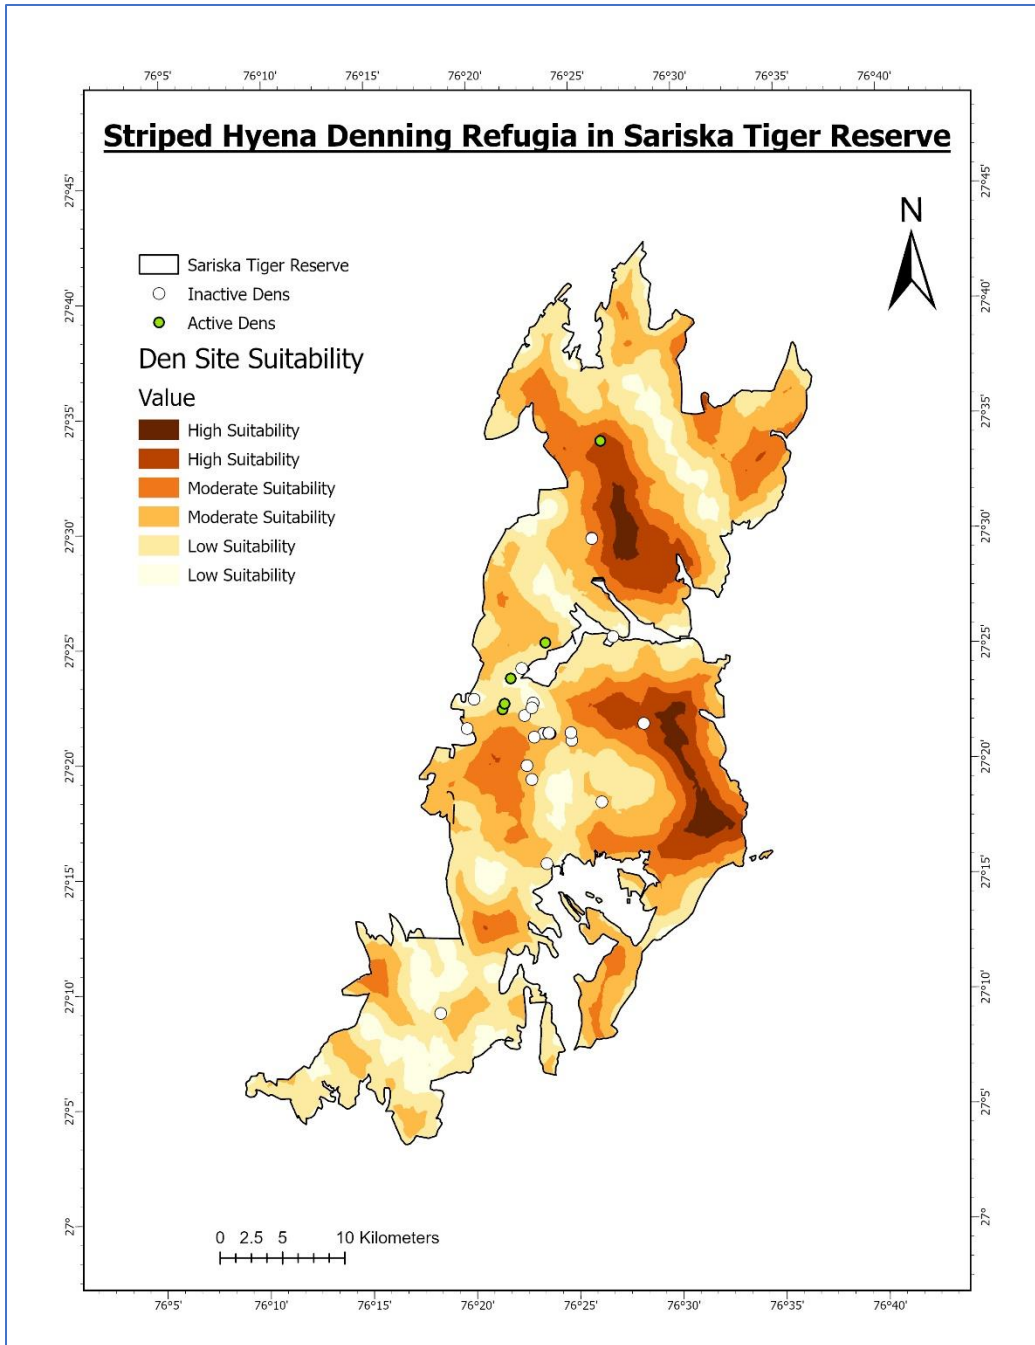 76°5' 76°10' 76°15' 76°20' 76°25' 76°30' 76°35' 76°40'
Striped Hyena Denning Refugia in Sariska Tiger Reserve
N
Sariska Tiger Reserve
Inactive Dens
Active Dens
Den Site Suitability
Value
High Suitability
High Suitability
Moderate Suitability
Moderate Suitability
Low Suitability
Low Suitability
27°45'
27°40'
27°35'
27°30'
27°25'
27°20'
27°15'
27°10'
27°5'
27°
27°45'
27°40'
27°35'
27°30'
27°25'
27°20'
27°15'
27°10'
27°5'
27°
0 2.5 5 10 Kilometers
76°5' 76°10' 76°15' 76°20' 76°25' 76°30' 76°35' 76°40'